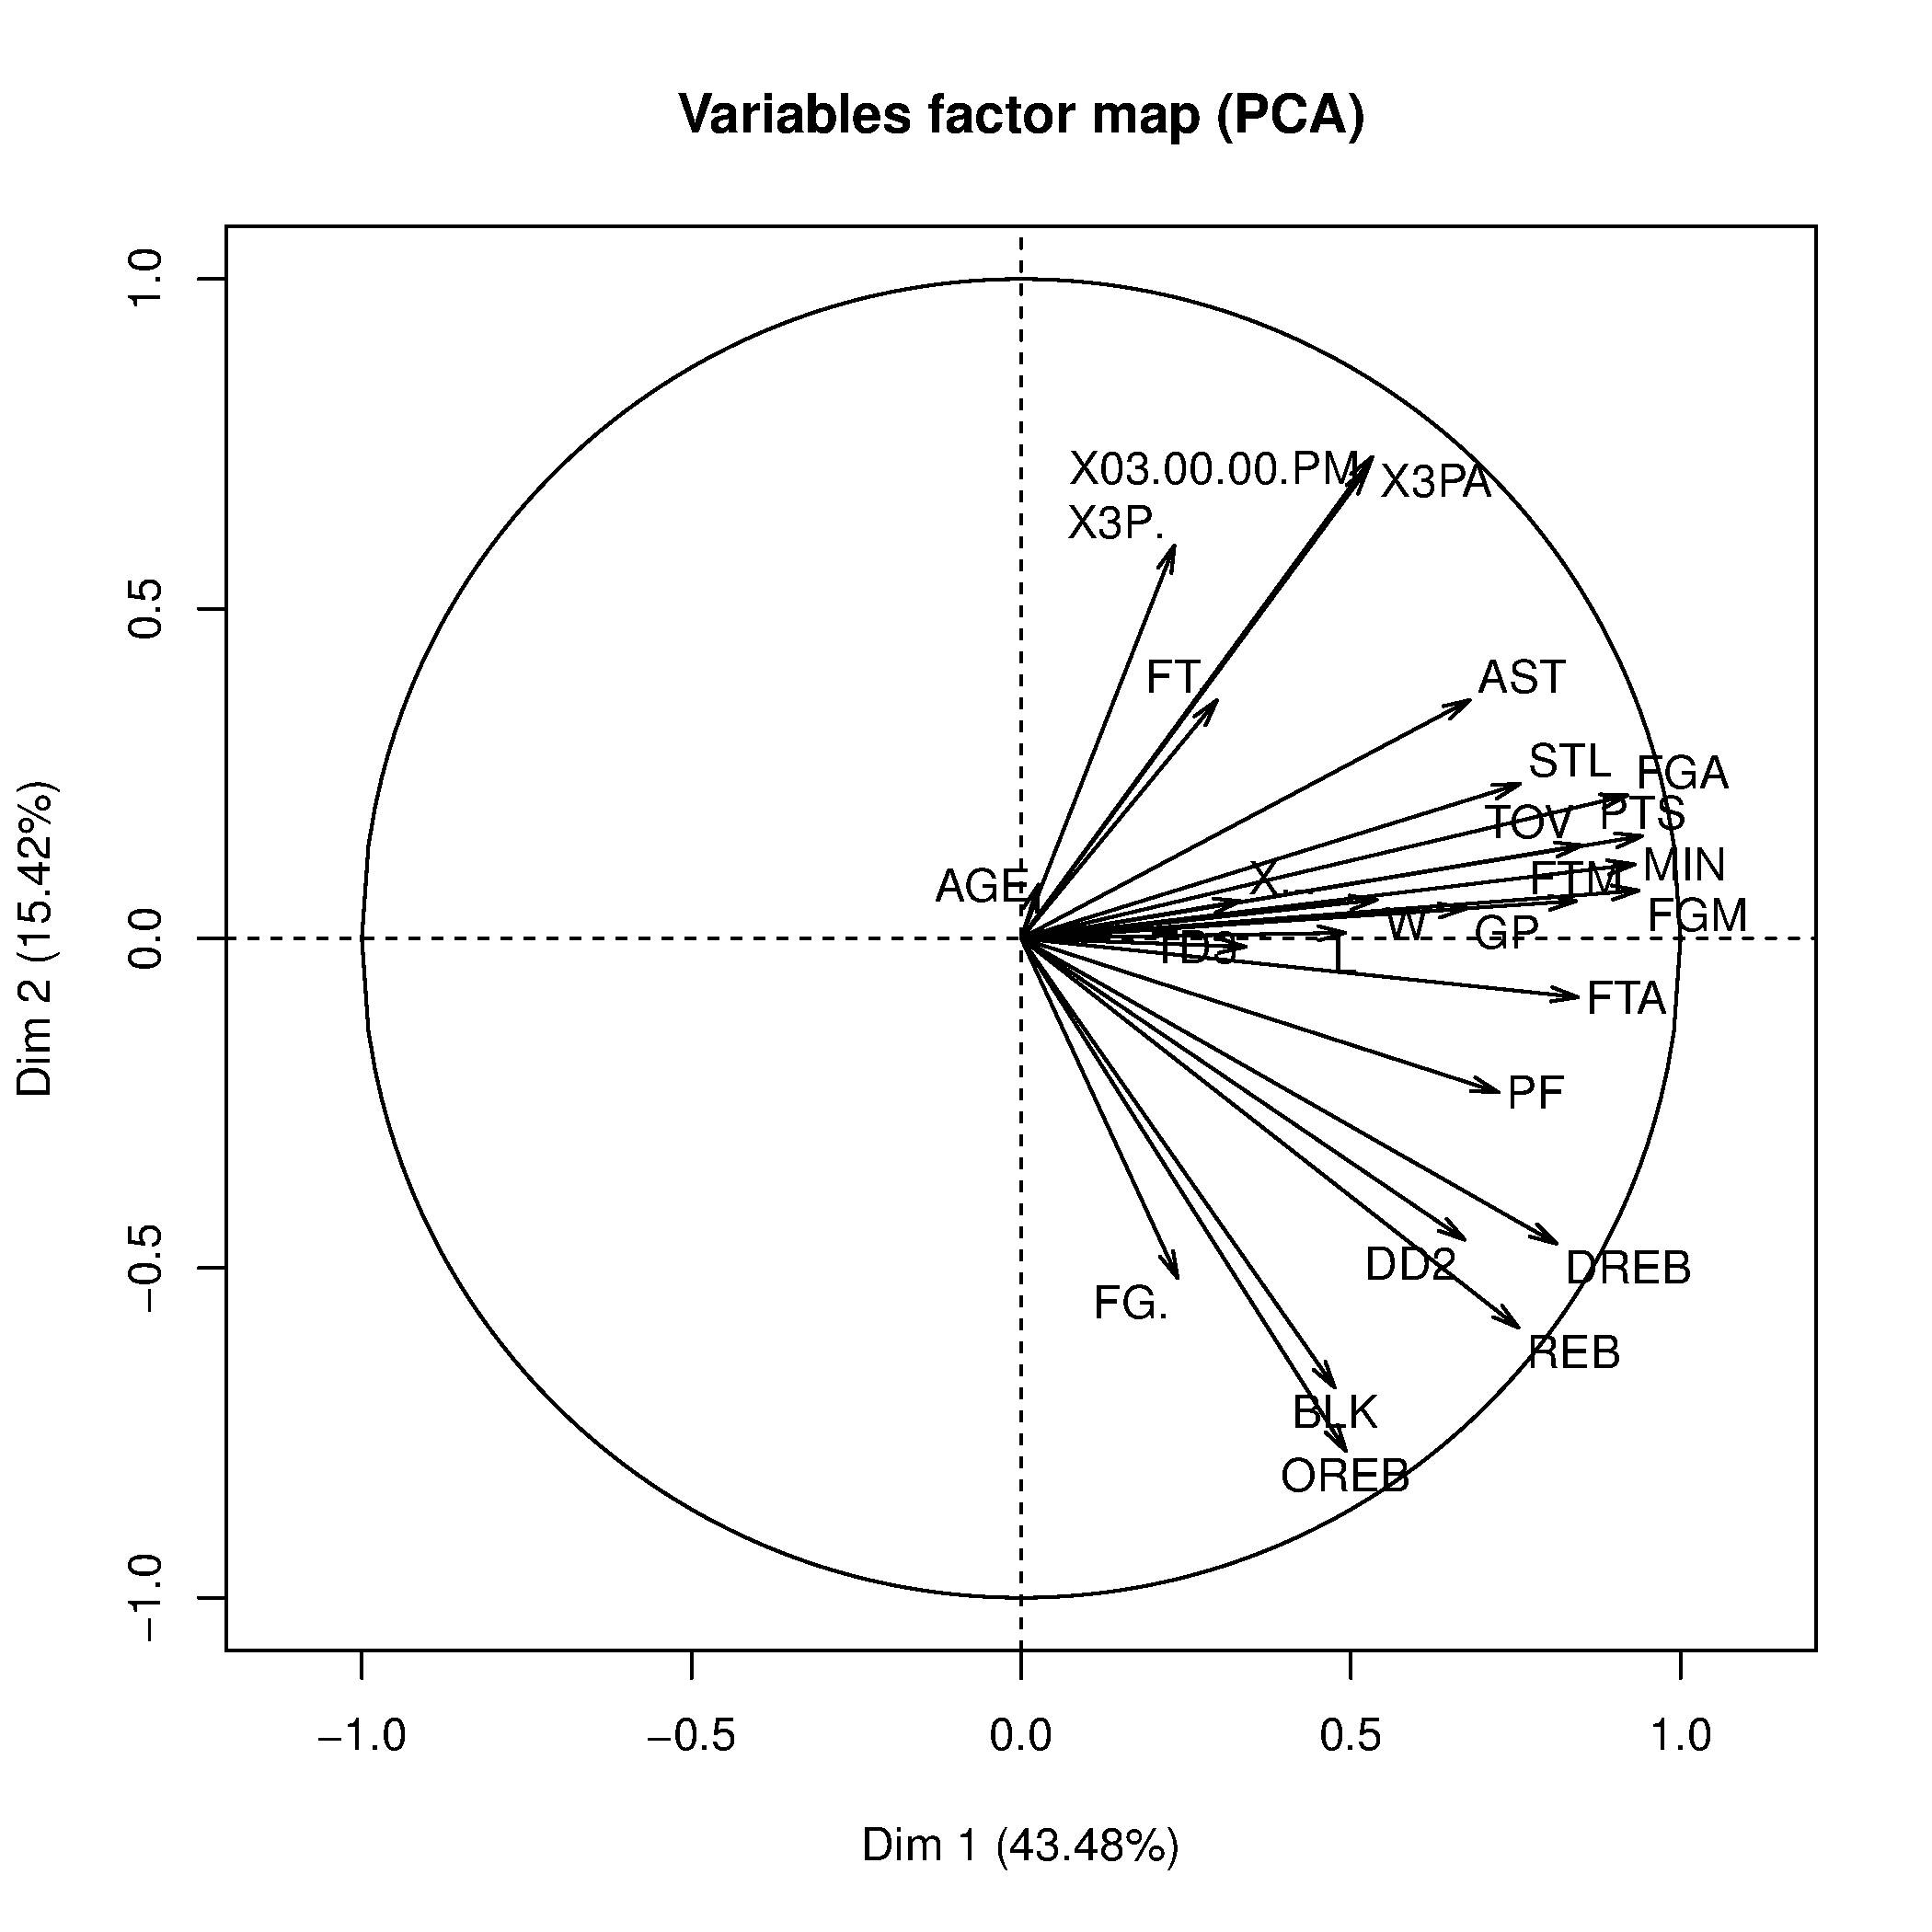 Variables factor map (PCA)
1.0
0.5
0.0
−0.5
−1.0
Dim 2 (15.42%)
X03.00.00.PM
X3PA
X3P.
FT.
AST
STL
FGA
PTS
TOV
MIN
FTM
X...
AGE
FGM
GP
W
TD3
L
FTA
PF
DD2
DREB
FG.
REB
BLK
OREB
−1.0 −0.5 0.0 0.5 1.0
Dim 1 (43.48%)